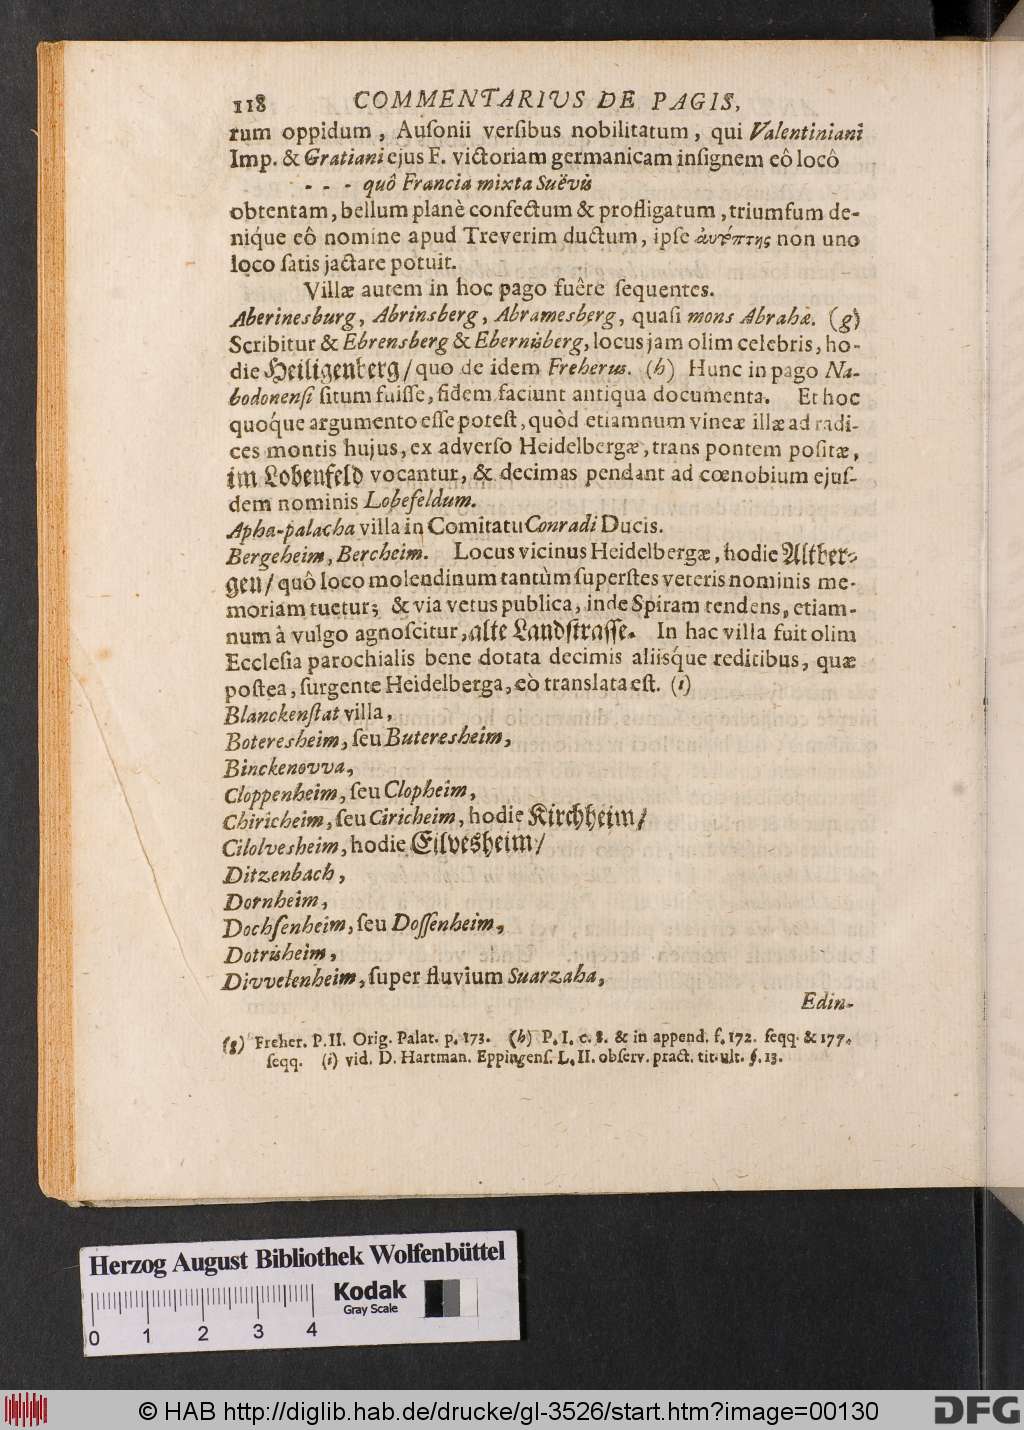 118 COMMENTARIUS DE PAGIS,
rum oppidum, Auſonii verſibus nobilitatum, qui Valentiniani
Imp. & Gratiani ejus F. victoriam germanicam inſignem eô locô
- - - quô Francia mixta Suëvis
obtentam, bellum planè confectum & profligatum, triumfum de-
niq́ue eô nomine apud Treverim ductum, ipſe non uno
loco ſatis jactare potuit.
Villæ autem in hoc pago fuêre ſequentes.
Aberinesburg, Abrinsberg, Abramesberg, quaſi mons Abrahæ. (g)
Scribitur & Ebrensberg & Ebernisberg, locus jam olim celebris, ho-
die Heiligenberg/ quo de idem Freherus. (h) Hunc in pago Na-
bodonenſi ſitum fuiſſe, fidem faciunt antiqua documenta. Et hoc
quoq́ue argumento eſſe poteſt, quòd etiamnum vineæ illæ ad radi-
ces montis hujus, ex adverſo Heidelbergæ, trans pontem poſitæ,
im Lobenfeld vocantur, & decimas pendant ad cœnobium ejuſ-
dem nominis Lobefeldum.
Apha-palacha villa in Comitatu Conradi Ducis.
Bergeheim, Bercheim. Locus vicinus Heidelbergæ, hodie Altber-
gen/ quô loco molendinum tantùm ſuperſtes veteris nominis me-
moriam tuetur; & via vetus publica, inde Spiram tendens, etiam-
num à vulgo agnoſcitur, alte Landſtraſſe. In hac villa fuit olim
Eccleſia parochialis bene dotata decimis aliisq́ue reditibus, quæ
poſtea, ſurgente Heidelberga, eò translata eſt. (i)
Blanckenſtat villa,
Boteresheim, ſeu Buteresheim,
Binckenovva,
Cloppenheim, ſeu Clopheim,
Chiricheim, ſeu Ciricheim, hodie Kirchheim/
Cilolvesheim, hodie Eilvesheim/
Ditzenbach,
Dornheim,
Dochſenheim, ſeu Doſſenheim,
Dotrisheim,
Divvelenheim, ſuper fluvium Suarzaha,
Edin-
(g) Freher. P. II. Orig. Palat. p. 173. (h) P. I. c. 8. & in append. f. 172. ſeqq. & 177.
ſeqq. (i) vid. D. Hartman. Eppingenſ. L. II. obſerv. pract. tit. ult. §. 13.
Herzog August Bibliothek Wolfenbüttel
Kodak
Gray Scale
0 1 2 3 4
© HAB http://diglib.hab.de/drucke/gl-3526/start.htm?image=00130
DFG